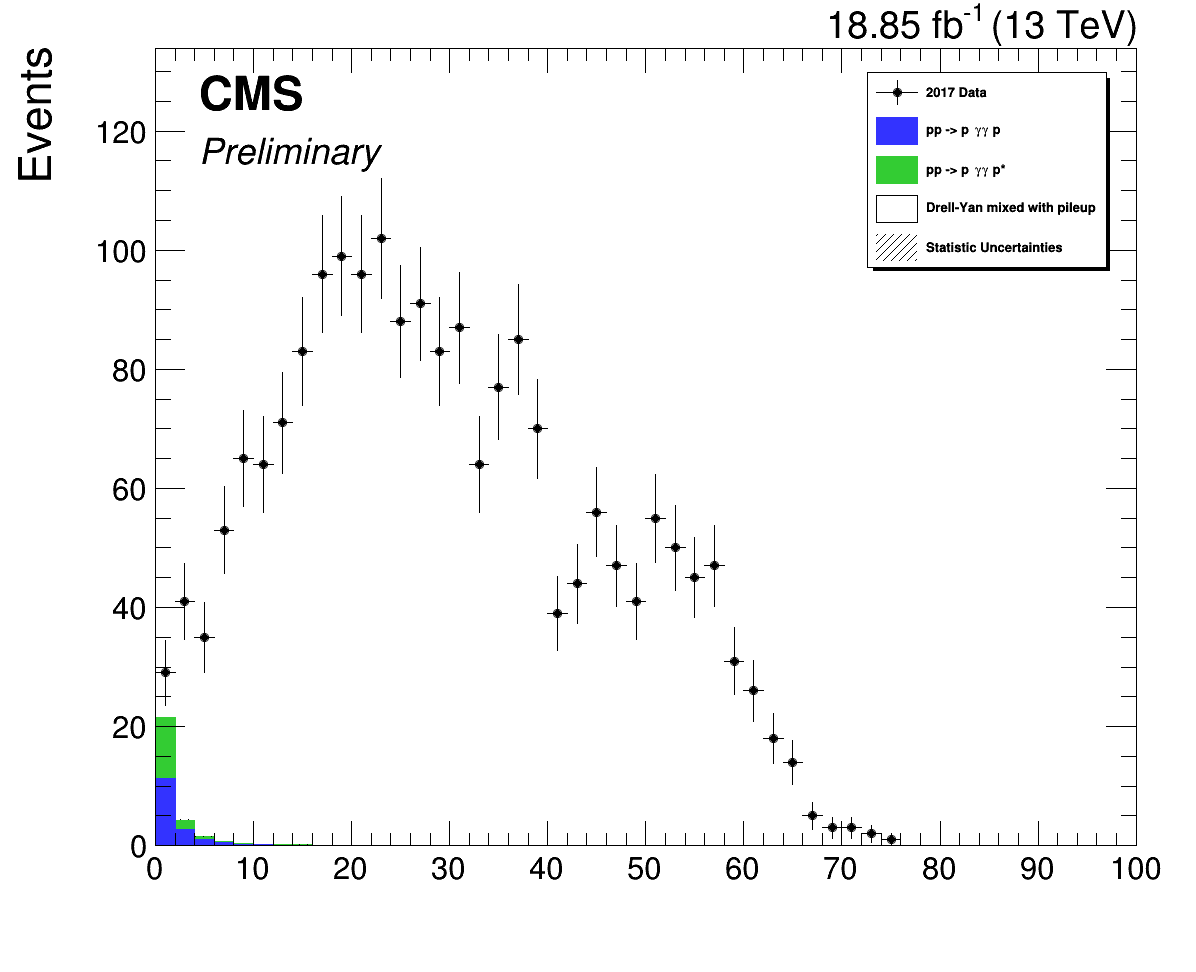 18.85 fb-1 (13 TeV)
CMS
Preliminary
Events
2017 Data
pp -> p γγ p
pp -> p γγ p*
Drell-Yan mixed with pileup
Statistic Uncertainties
120
100
80
60
40
20
0
0 10 20 30 40 50 60 70 80 90 100